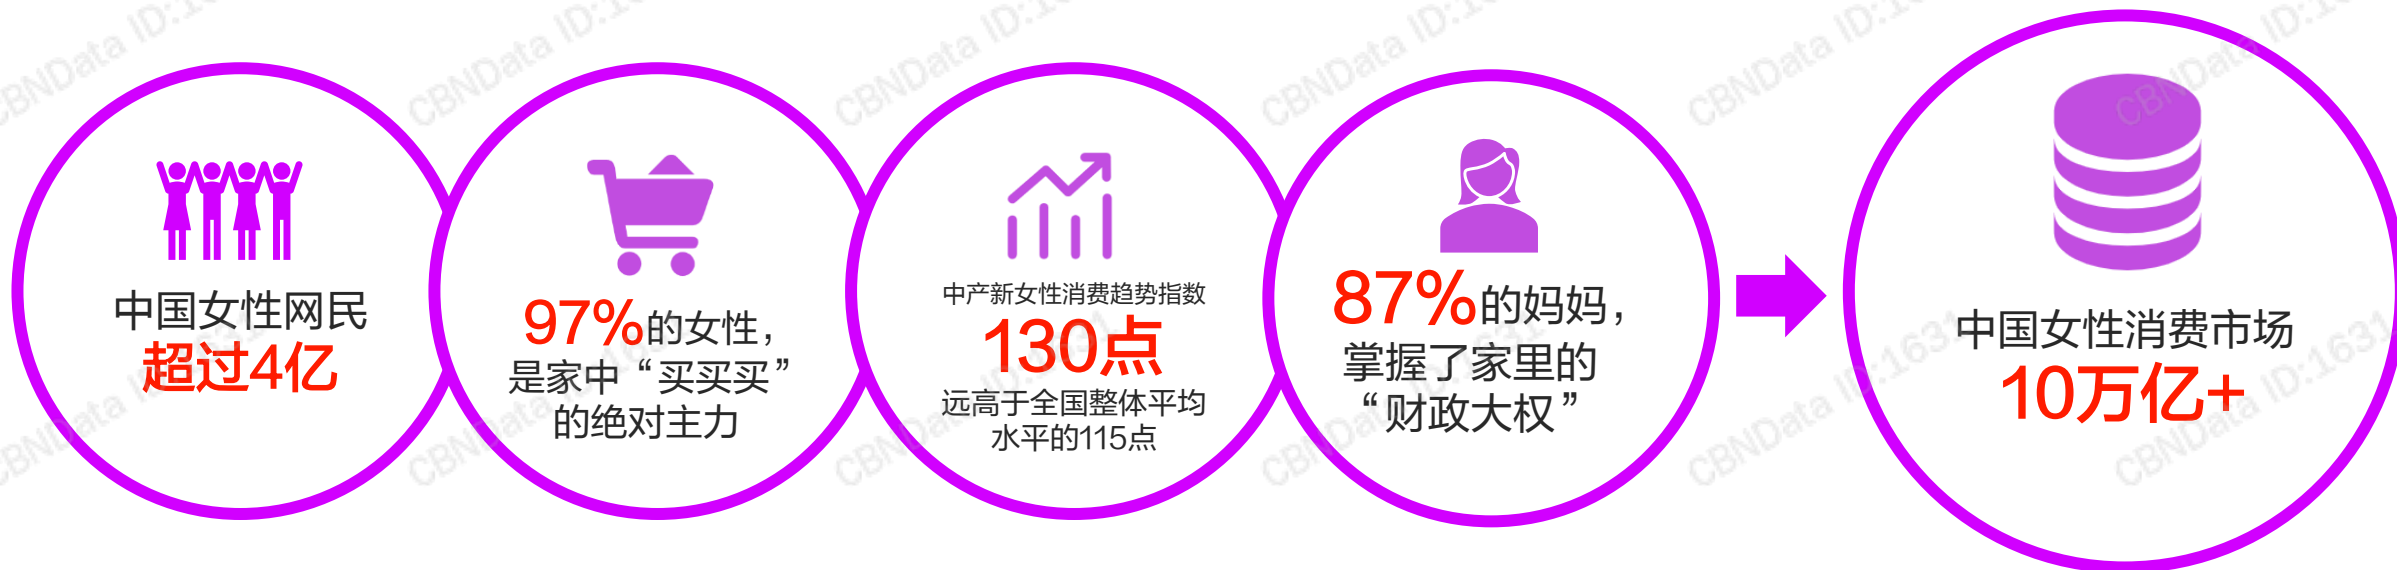 中国女性网民
超过4亿
97%的女性，
是家中“买买买”
的绝对主力
中产新女性消费趋势指数
130点
远高于全国整体平均
水平的115点
87%的妈妈，
掌握了家里的
“财政大权”
中国女性消费市场
10万亿+
CBNData ID:1631